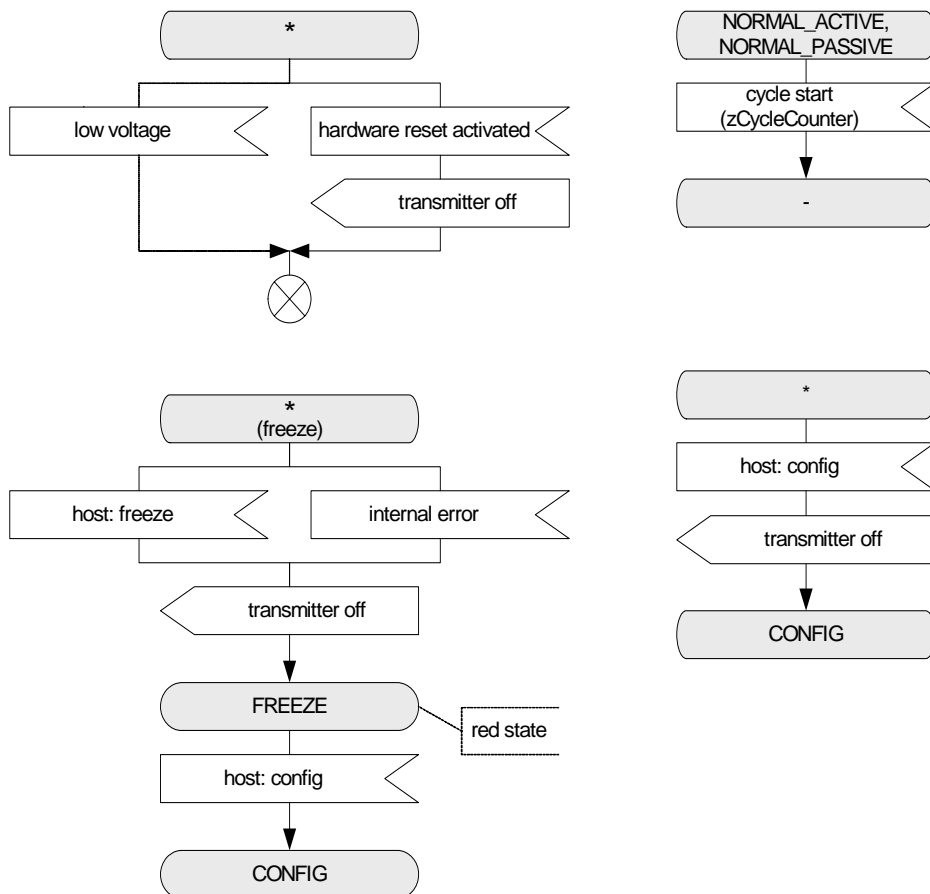 *
low voltage
hardware reset activated
transmitter off
NORMAL_ACTIVE,
NORMAL_PASSIVE
cycle start
(zCycleCounter)
-
*
(freeze)
host: freeze
internal error
transmitter off
FREEZE
red state
host: config
CONFIG
*
host: config
transmitter off
CONFIG